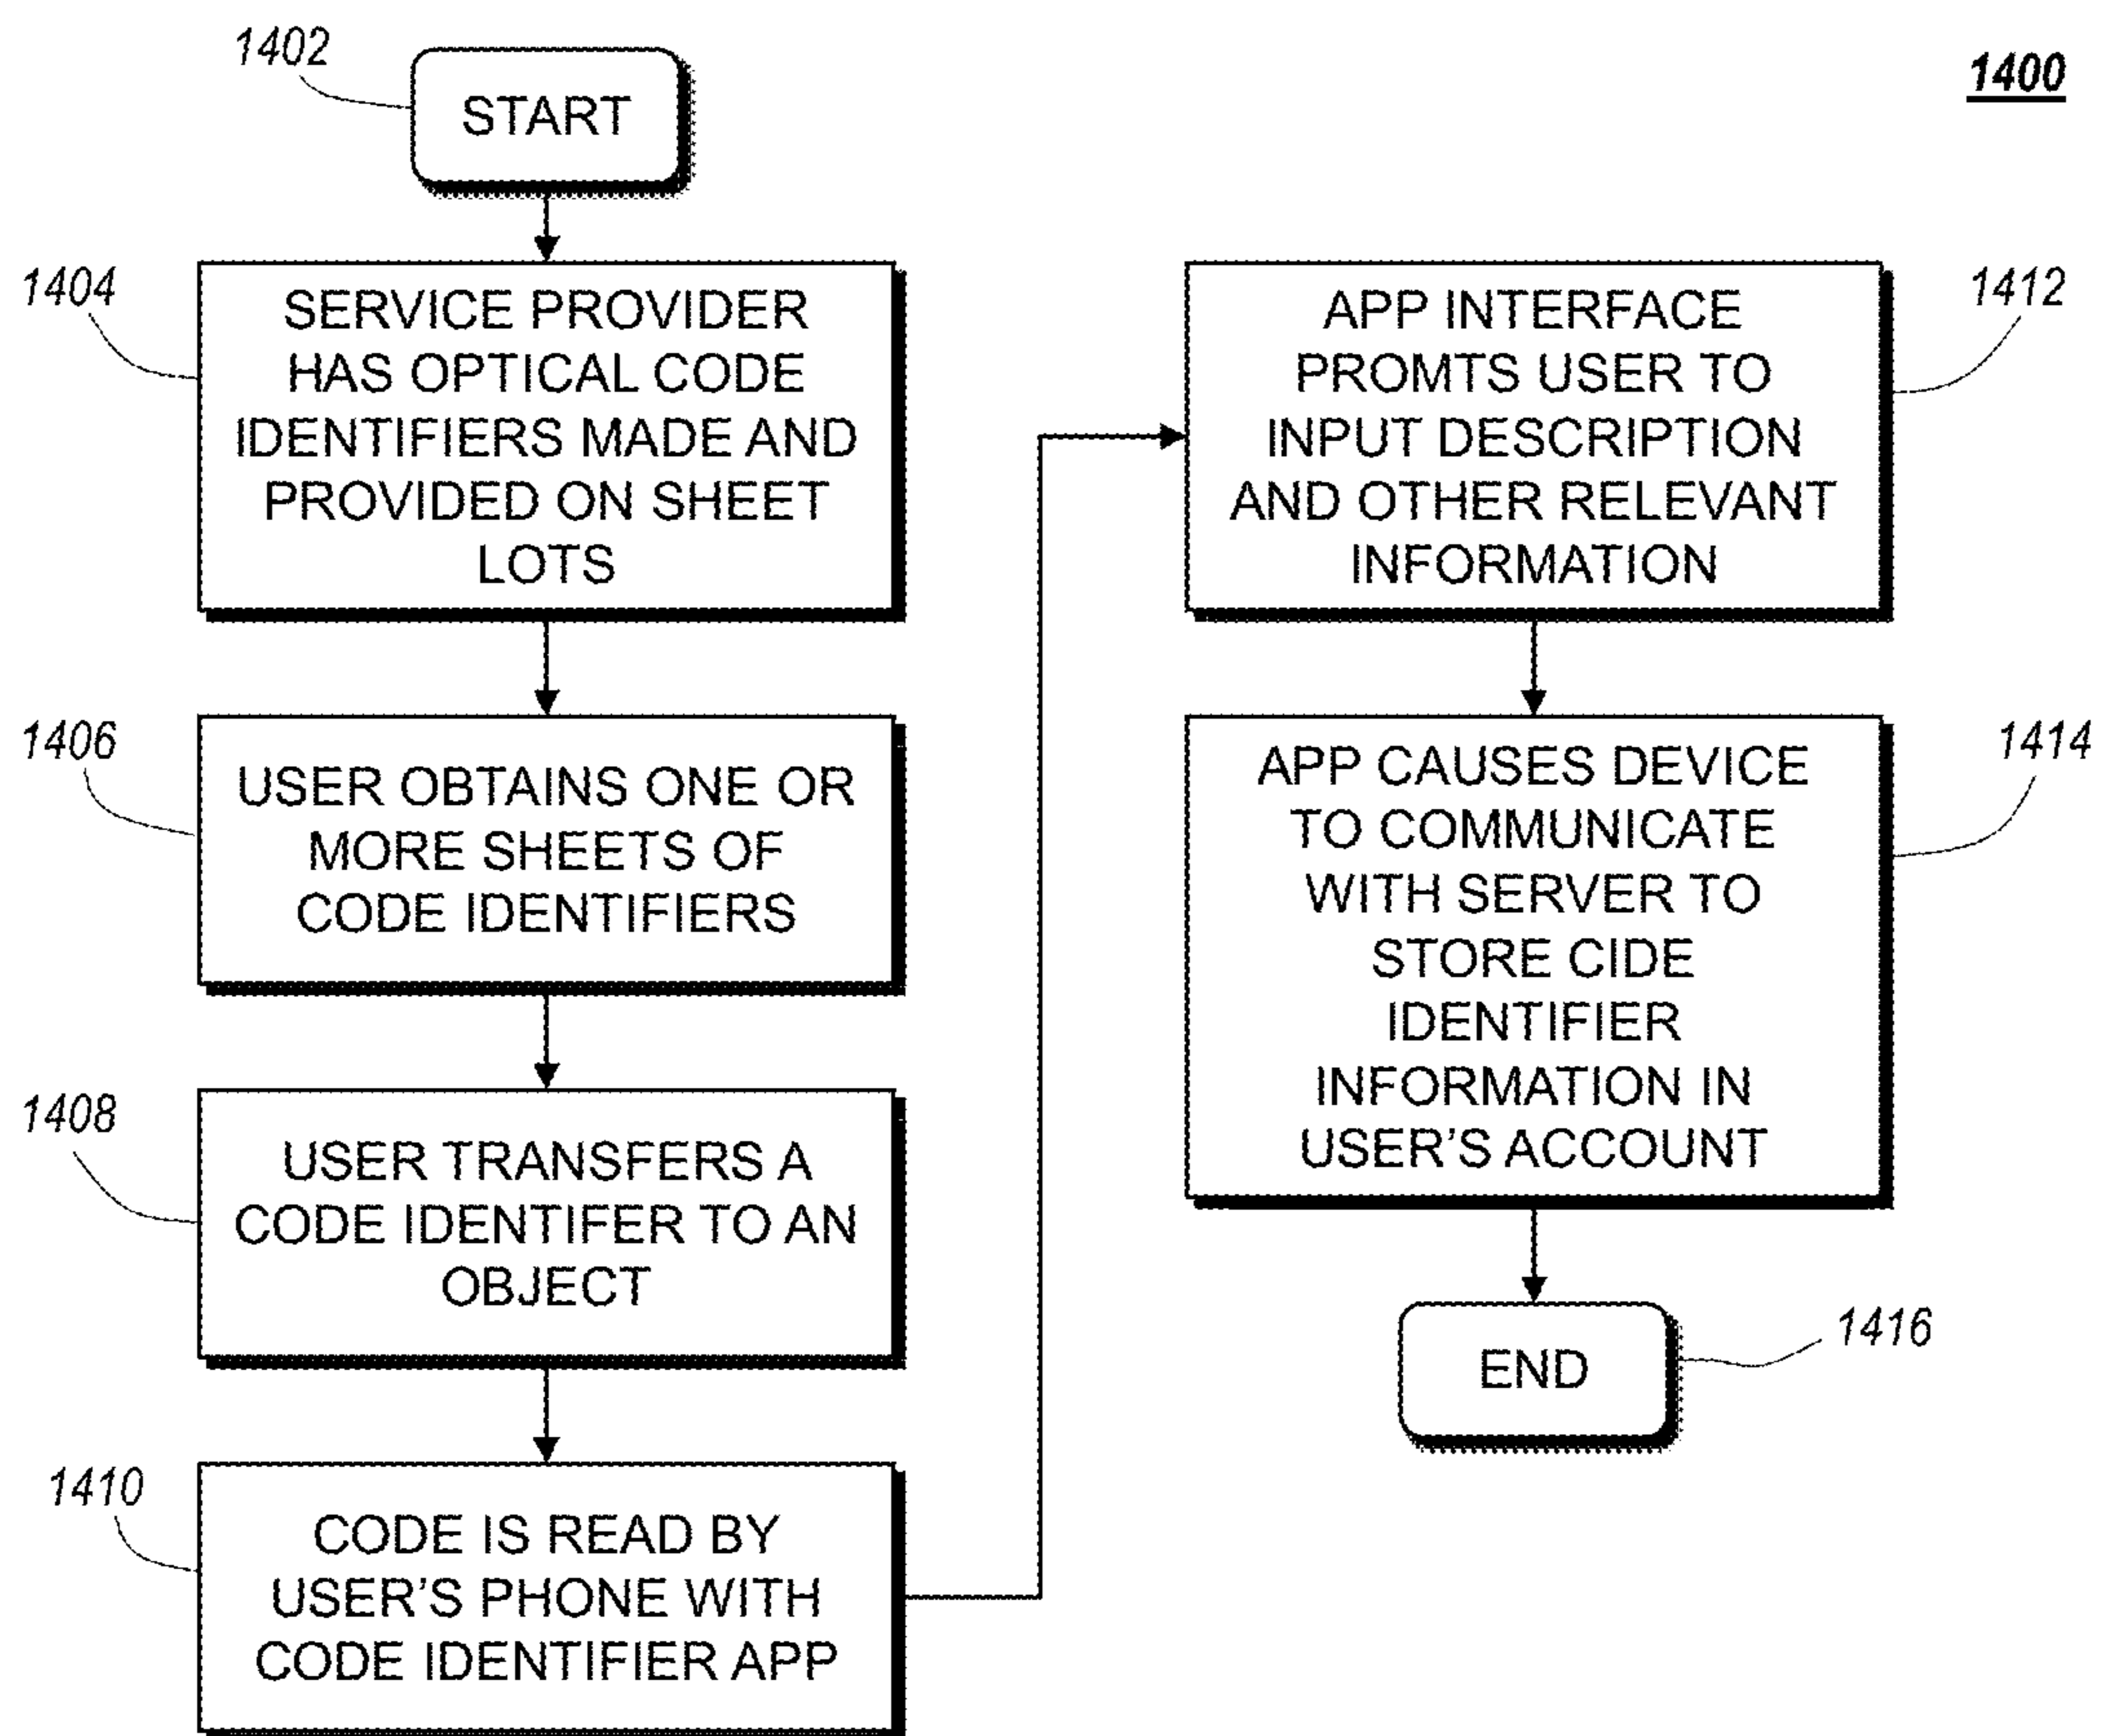 1400
1402
START
1404
SERVICE PROVIDER
HAS OPTICAL CODE
IDENTIFIERS MADE AND
PROVIDED ON SHEET
LOTS
1406
USER OBTAINS ONE OR
MORE SHEETS OF
CODE IDENTIFIERS
1408
USER TRANSFERS A
CODE IDENTIFER TO AN
OBJECT
1410
CODE IS READ BY
USER'S PHONE WITH
CODE IDENTIFIER APP
1412
APP INTERFACE
PROMTS USER TO
INPUT DESCRIPTION
AND OTHER RELEVANT
INFORMATION
1414
APP CAUSES DEVICE
TO COMMUNICATE
WITH SERVER TO
STORE CIDE
IDENTIFIER
INFORMATION IN
USER'S ACCOUNT
1416
END